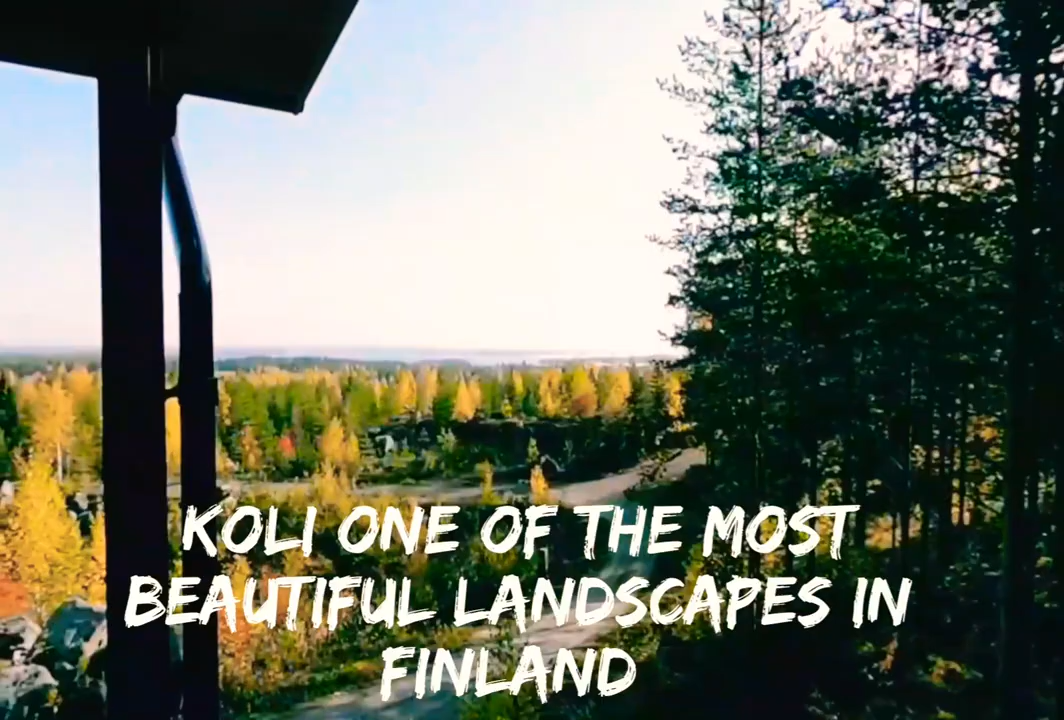 KOLI ONE OF THE MOST
BEAUTIFUL LANDSCAPES IN
FINLAND